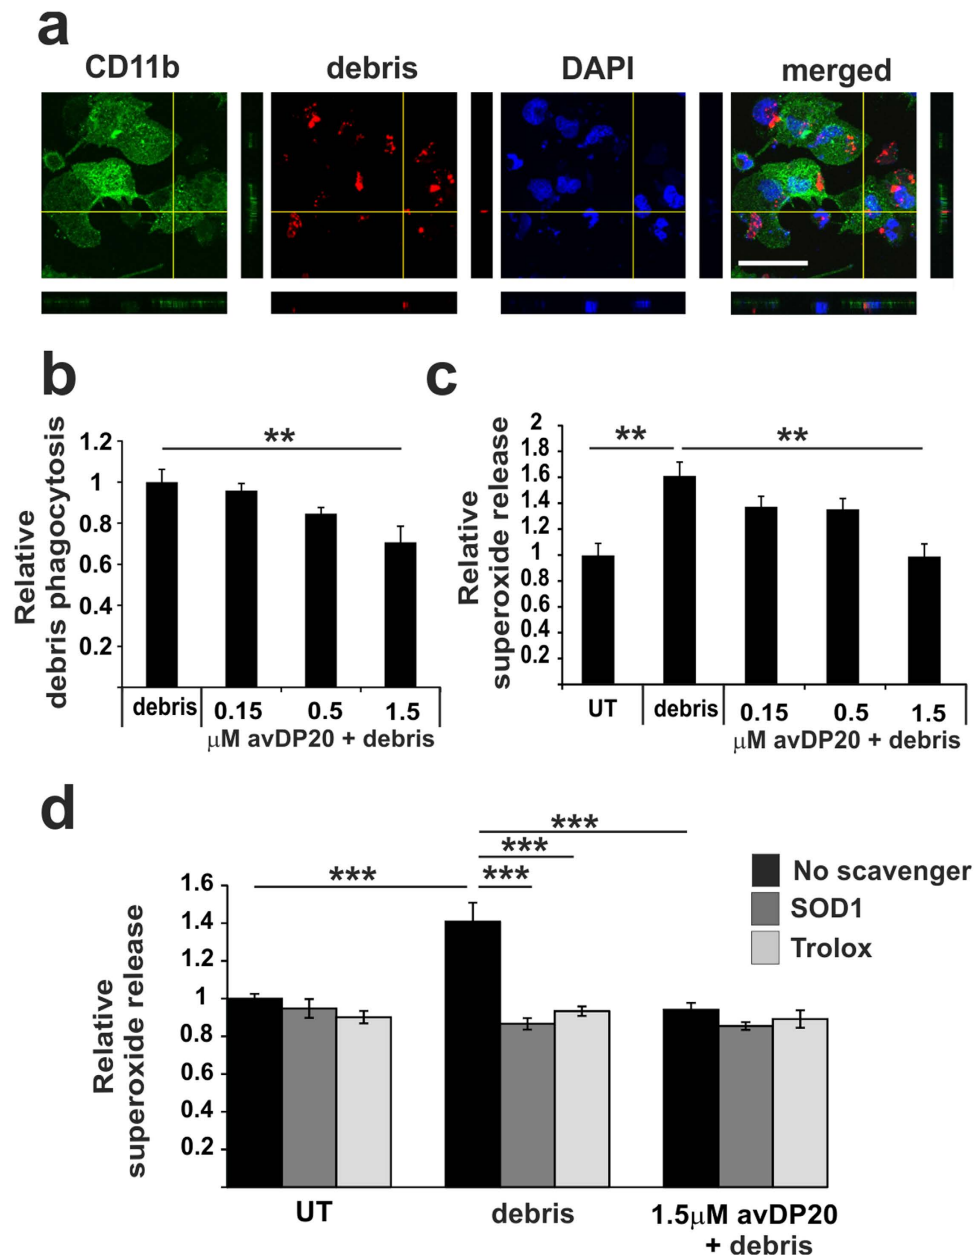 a
CD11b debris DAPI merged
b
Relative
debris phagocytosis
1.2
1
0.8
0.6
0.4
0.2
**
debris 0.15 0.5 1.5
μM avDP20 + debris
c
Relative
superoxide release
2
1.8
1.6
1.4
1.2
1
0.8
0.6
0.4
0.2
** **
UT debris 0.15 0.5 1.5
μM avDP20 + debris
d
Relative
superoxide release
1.6
1.4
1.2
1
0.8
0.6
0.4
0.2
***
***
*** ***
No scavenger
SOD1
Trolox
UT debris 1.5μM avDP20
+ debris